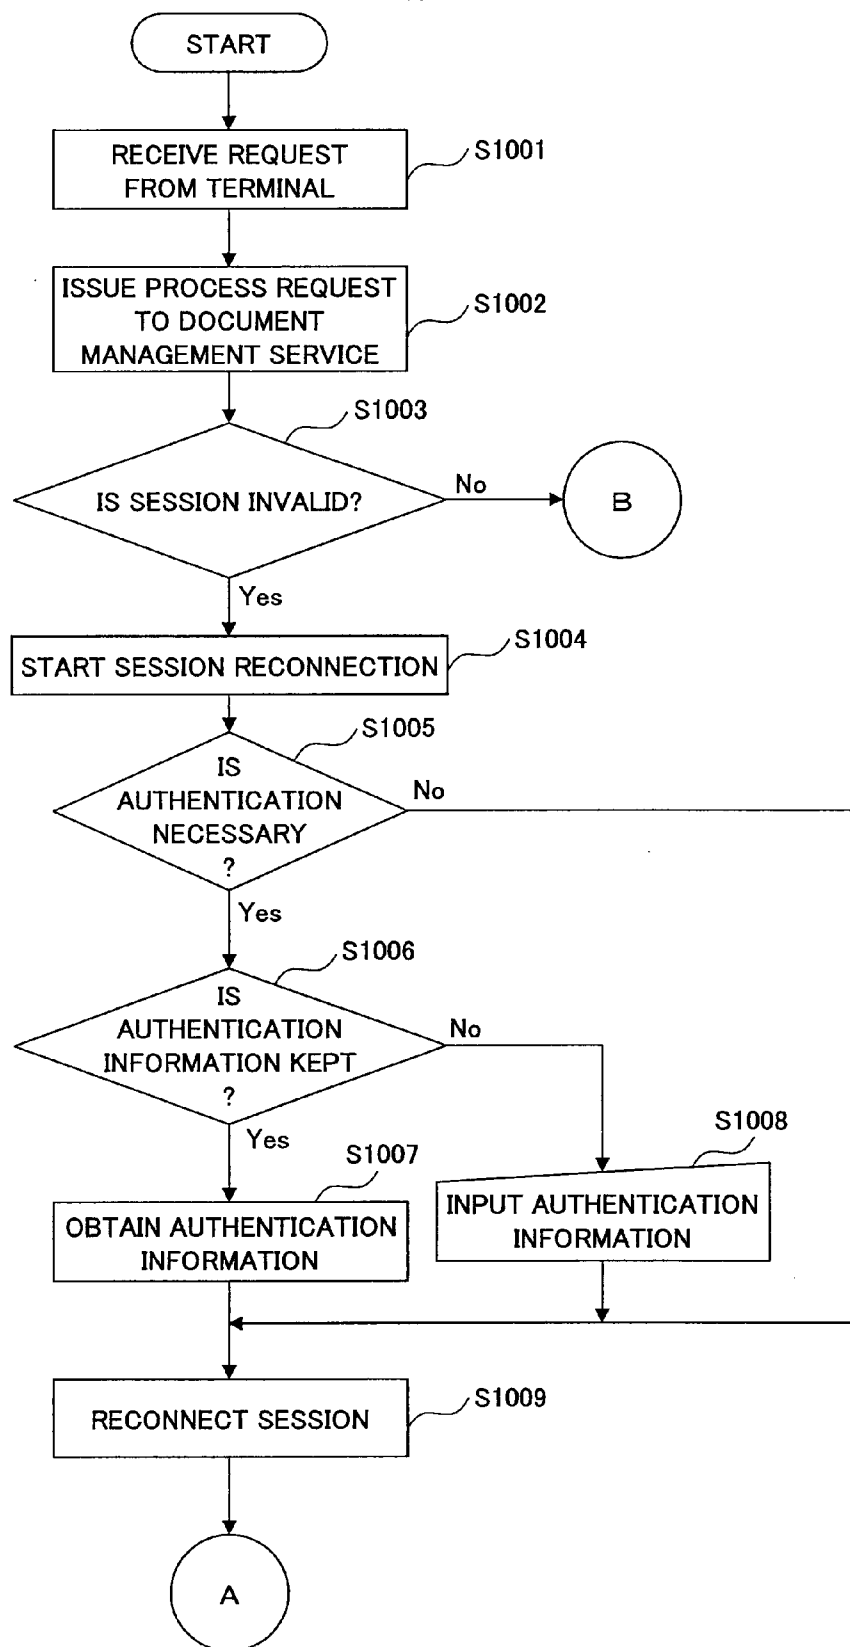 START
RECEIVE REQUEST
FROM TERMINAL
S1001
ISSUE PROCESS REQUEST
TO DOCUMENT
MANAGEMENT SERVICE
S1002
S1003
IS SESSION INVALID?
No
B
Yes
START SESSION RECONNECTION
S1004
S1005
IS
AUTHENTICATION
NECESSARY
?
No
Yes
S1006
IS
AUTHENTICATION
INFORMATION KEPT
?
No
Yes
S1007
OBTAIN AUTHENTICATION
INFORMATION
S1008
INPUT AUTHENTICATION
INFORMATION
RECONNECT SESSION
S1009
A